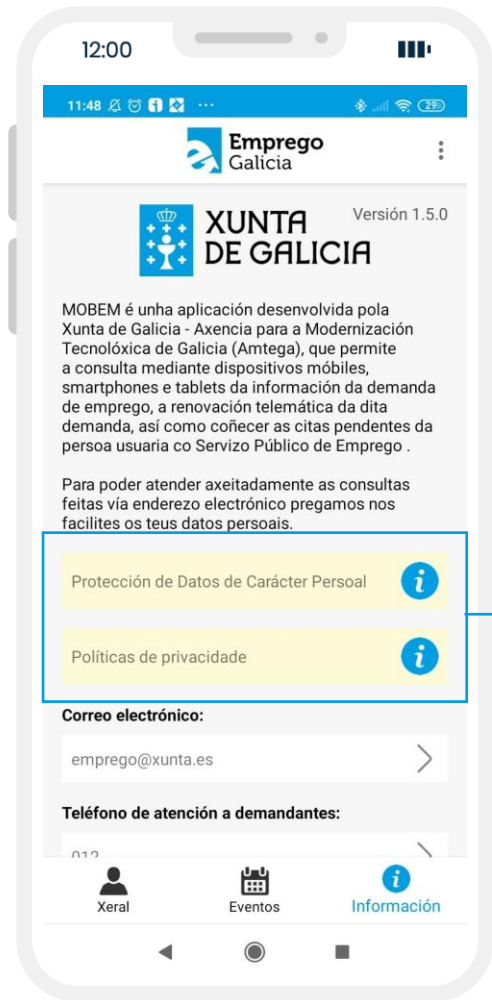 12:00
11:48 ... 29
Emprego
Galicia
XUNTA
DE GALICIA
Versión 1.5.0
MOBEM é unha aplicación desenvolvida pola
Xunta de Galicia - Axencia para a Modernización
Tecnolóxica de Galicia (Amtega), que permite
a consulta mediante dispositivos móbiles,
smartphones e tablets da información da demanda
de emprego, a renovación telemática da dita
demanda, así como coñecer as citas pendentes da
persoa usuaria co Servizo Público de Emprego .
Para poder atender axeitadamente as consultas
feitas vía enderezo electrónico pregamos nos
facilites os teus datos persoais.
Protección de Datos de Carácter Persoal
Políticas de privacidade
Correo electrónico:
emprego@xunta.es
Teléfono de atención a demandantes:
012
Xeral
Eventos
Información